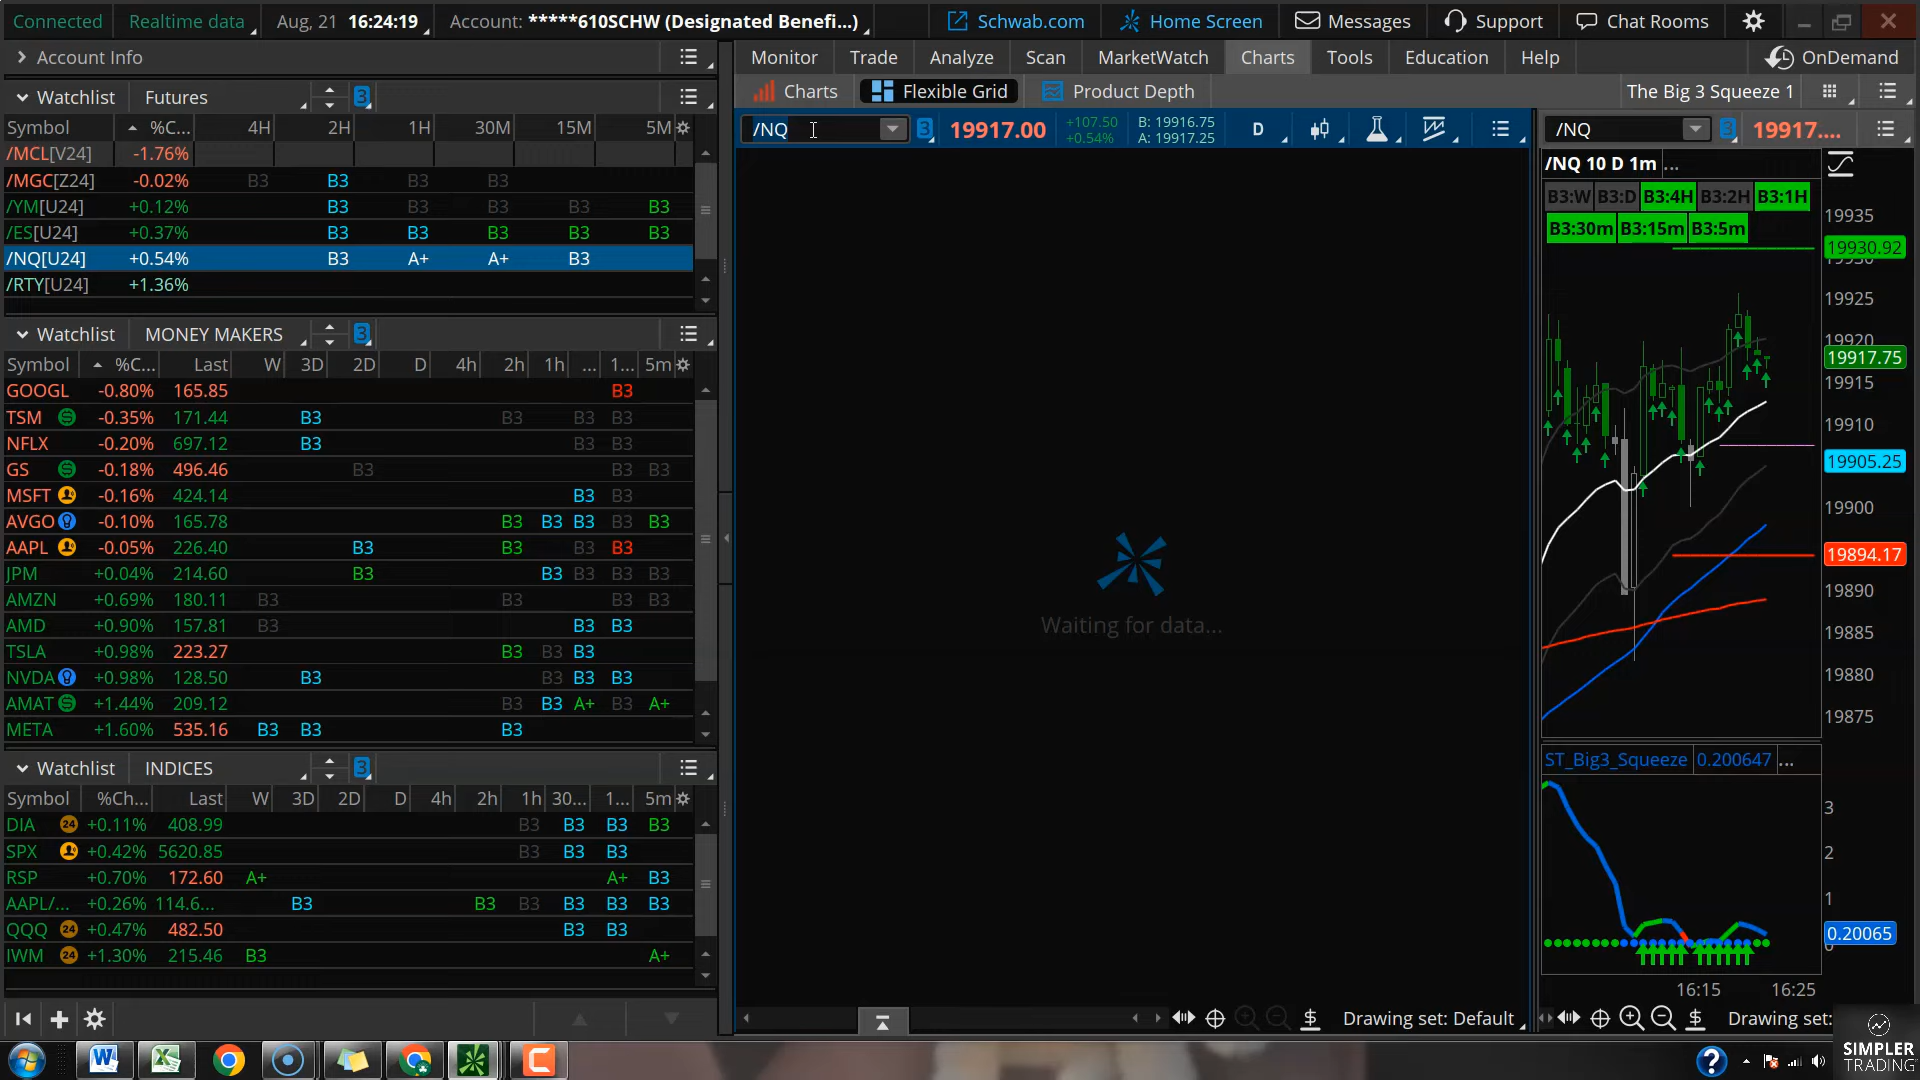 Connected Realtime data Aug, 21 16:24:19 Account: *****610SCHW (Designated Benefi...) Schwab.com Home Screen Messages Support Chat Rooms
Account Info
Monitor Trade Analyze Scan MarketWatch Charts Tools Education Help OnDemand
Charts Flexible Grid Product Depth The Big 3 Squeeze 1
Watchlist Futures 3
Symbol %C... 4H 2H 1H 30M 15M 5M
/MCL[V24] -1.76%
/MGC[Z24] -0.02% B3 B3 B3 B3
/YM[U24] +0.12% B3 B3 B3 B3 B3
/ES[U24] +0.37% B3 B3 B3 B3 B3
/NQ[U24] +0.54% B3 A+ A+ B3
/RTY[U24] +1.36%
Watchlist MONEY MAKERS 3
Symbol %C... Last W 3D 2D D 4h 2h 1h ... 1... 5m
GOOGL -0.80% 165.85 B3
TSM -0.35% 171.44 B3 B3 B3 B3
NFLX -0.20% 697.12 B3 B3 B3
GS -0.18% 496.46 B3 B3 B3
MSFT -0.16% 424.14 B3 B3
AVGO -0.10% 165.78 B3 B3 B3 B3 B3
AAPL -0.05% 226.40 B3 B3 B3 B3
JPM +0.04% 214.60 B3 B3 B3 B3 B3
AMZN +0.69% 180.11 B3 B3 B3 B3
AMD +0.90% 157.81 B3 B3 B3
TSLA +0.98% 223.27 B3 B3 B3
NVDA +0.98% 128.50 B3 B3 B3 B3
AMAT +1.44% 209.12 B3 B3 A+ B3 A+
META +1.60% 535.16 B3 B3 B3
Watchlist INDICES 3
Symbol %Ch... Last W 3D 2D D 4h 2h 1h 30... 1... 5m
DIA 24 +0.11% 408.99 B3 B3 B3 B3
SPX +0.42% 5620.85 B3 B3 B3
RSP +0.70% 172.60 A+ A+ B3
AAPL/... +0.26% 114.6... B3 B3 B3 B3 B3 B3
QQQ 24 +0.47% 482.50 B3 B3
IWM 24 +1.30% 215.46 B3 A+
/NQ 3 19917.00 +107.50 B: 19916.75 D
+0.54% A: 19917.25
Waiting for data...
$ Drawing set: Default
/NQ 3 19917....
/NQ 10 D 1m ...
B3:W B3:D B3:4H B3:2H B3:1H
B3:30m B3:15m B3:5m
19935
19930.92
19930
19925
19920
19917.75
19915
19910
19905.25
19900
19894.17
19890
19885
19880
19875
ST_Big3_Squeeze 0.200647 ...
3
2
1
0.20065
0
16:15 16:25
$ Drawing set:
SIMPLER
TRADING